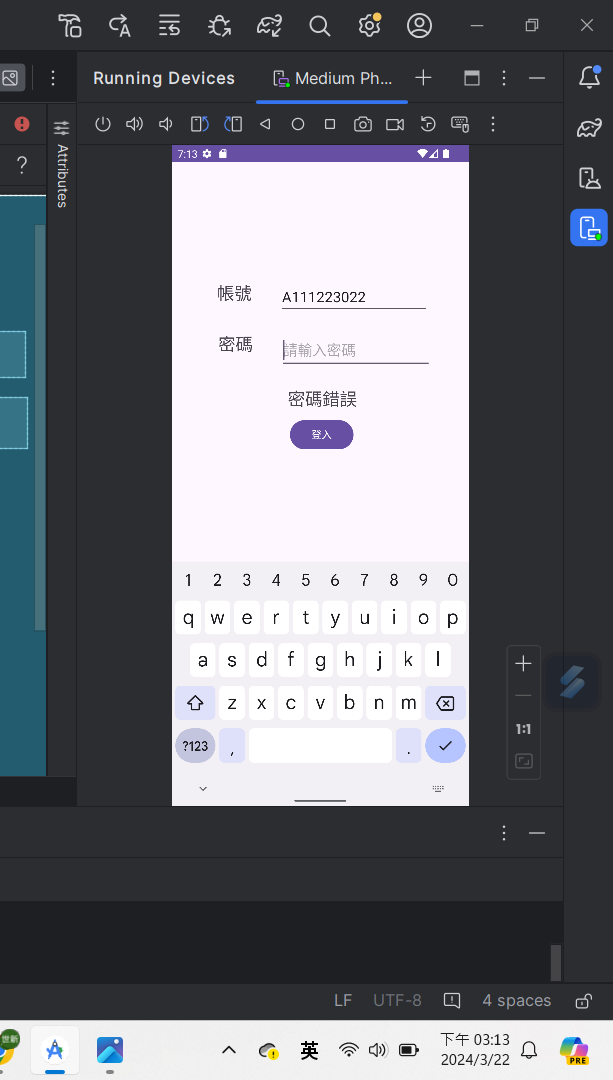 Running Devices
Medium Ph...
Attributes
7:13
帳號
A111223022
密碼
請輸入密碼
密碼錯誤
登入
1 2 3 4 5 6 7 8 9 0
q w e r t y u i o p
a s d f g h j k l
z x c v b n m
?123 , .
1:1
LF
UTF-8
4 spaces
世新
英
下午 03:13
2024/3/22
PRE